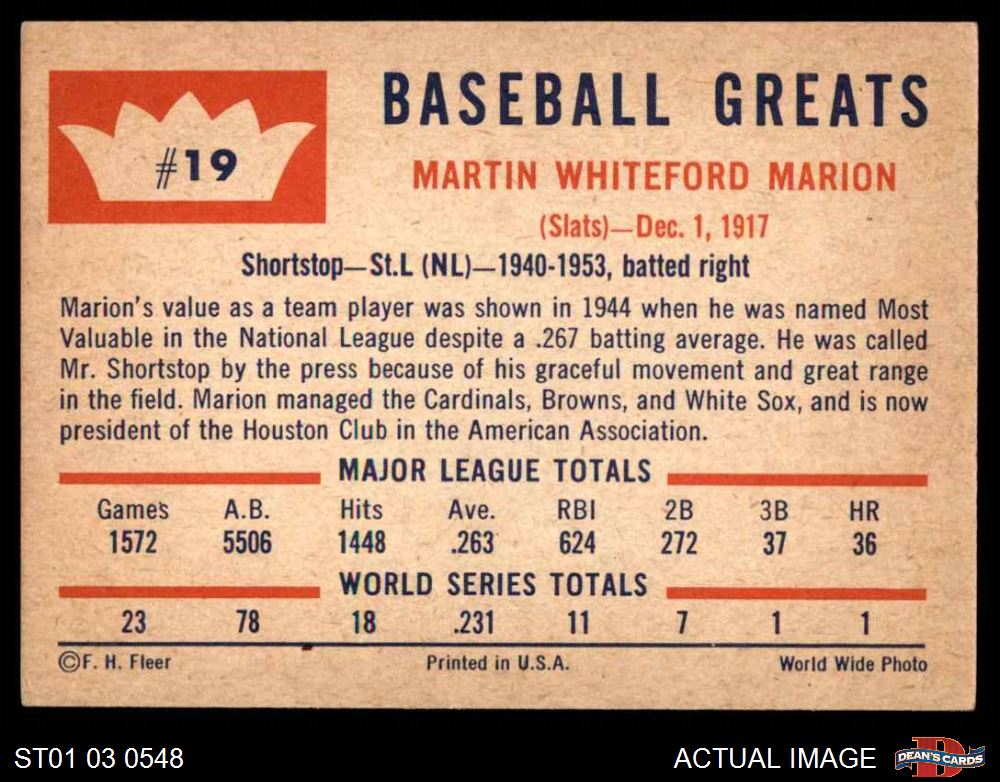 #19
BASEBALL GREATS
MARTIN WHITEFORD MARION
(Slats)—Dec. 1, 1917
Shortstop—St.L (NL)—1940-1953, batted right
Marion's value as a team player was shown in 1944 when he was named Most
Valuable in the National League despite a .267 batting average. He was called
Mr. Shortstop by the press because of his graceful movement and great range
in the field. Marion managed the Cardinals, Browns, and White Sox, and is now
president of the Houston Club in the American Association.
MAJOR LEAGUE TOTALS
Games A.B. Hits Ave. RBI 2B 3B HR
1572 5506 1448 .263 624 272 37 36
WORLD SERIES TOTALS
23 78 18 .231 11 7 1 1
©F. H. Fleer Printed in U.S.A. World Wide Photo
ST01 03 0548 ACTUAL IMAGE D DEAN'S CARDS